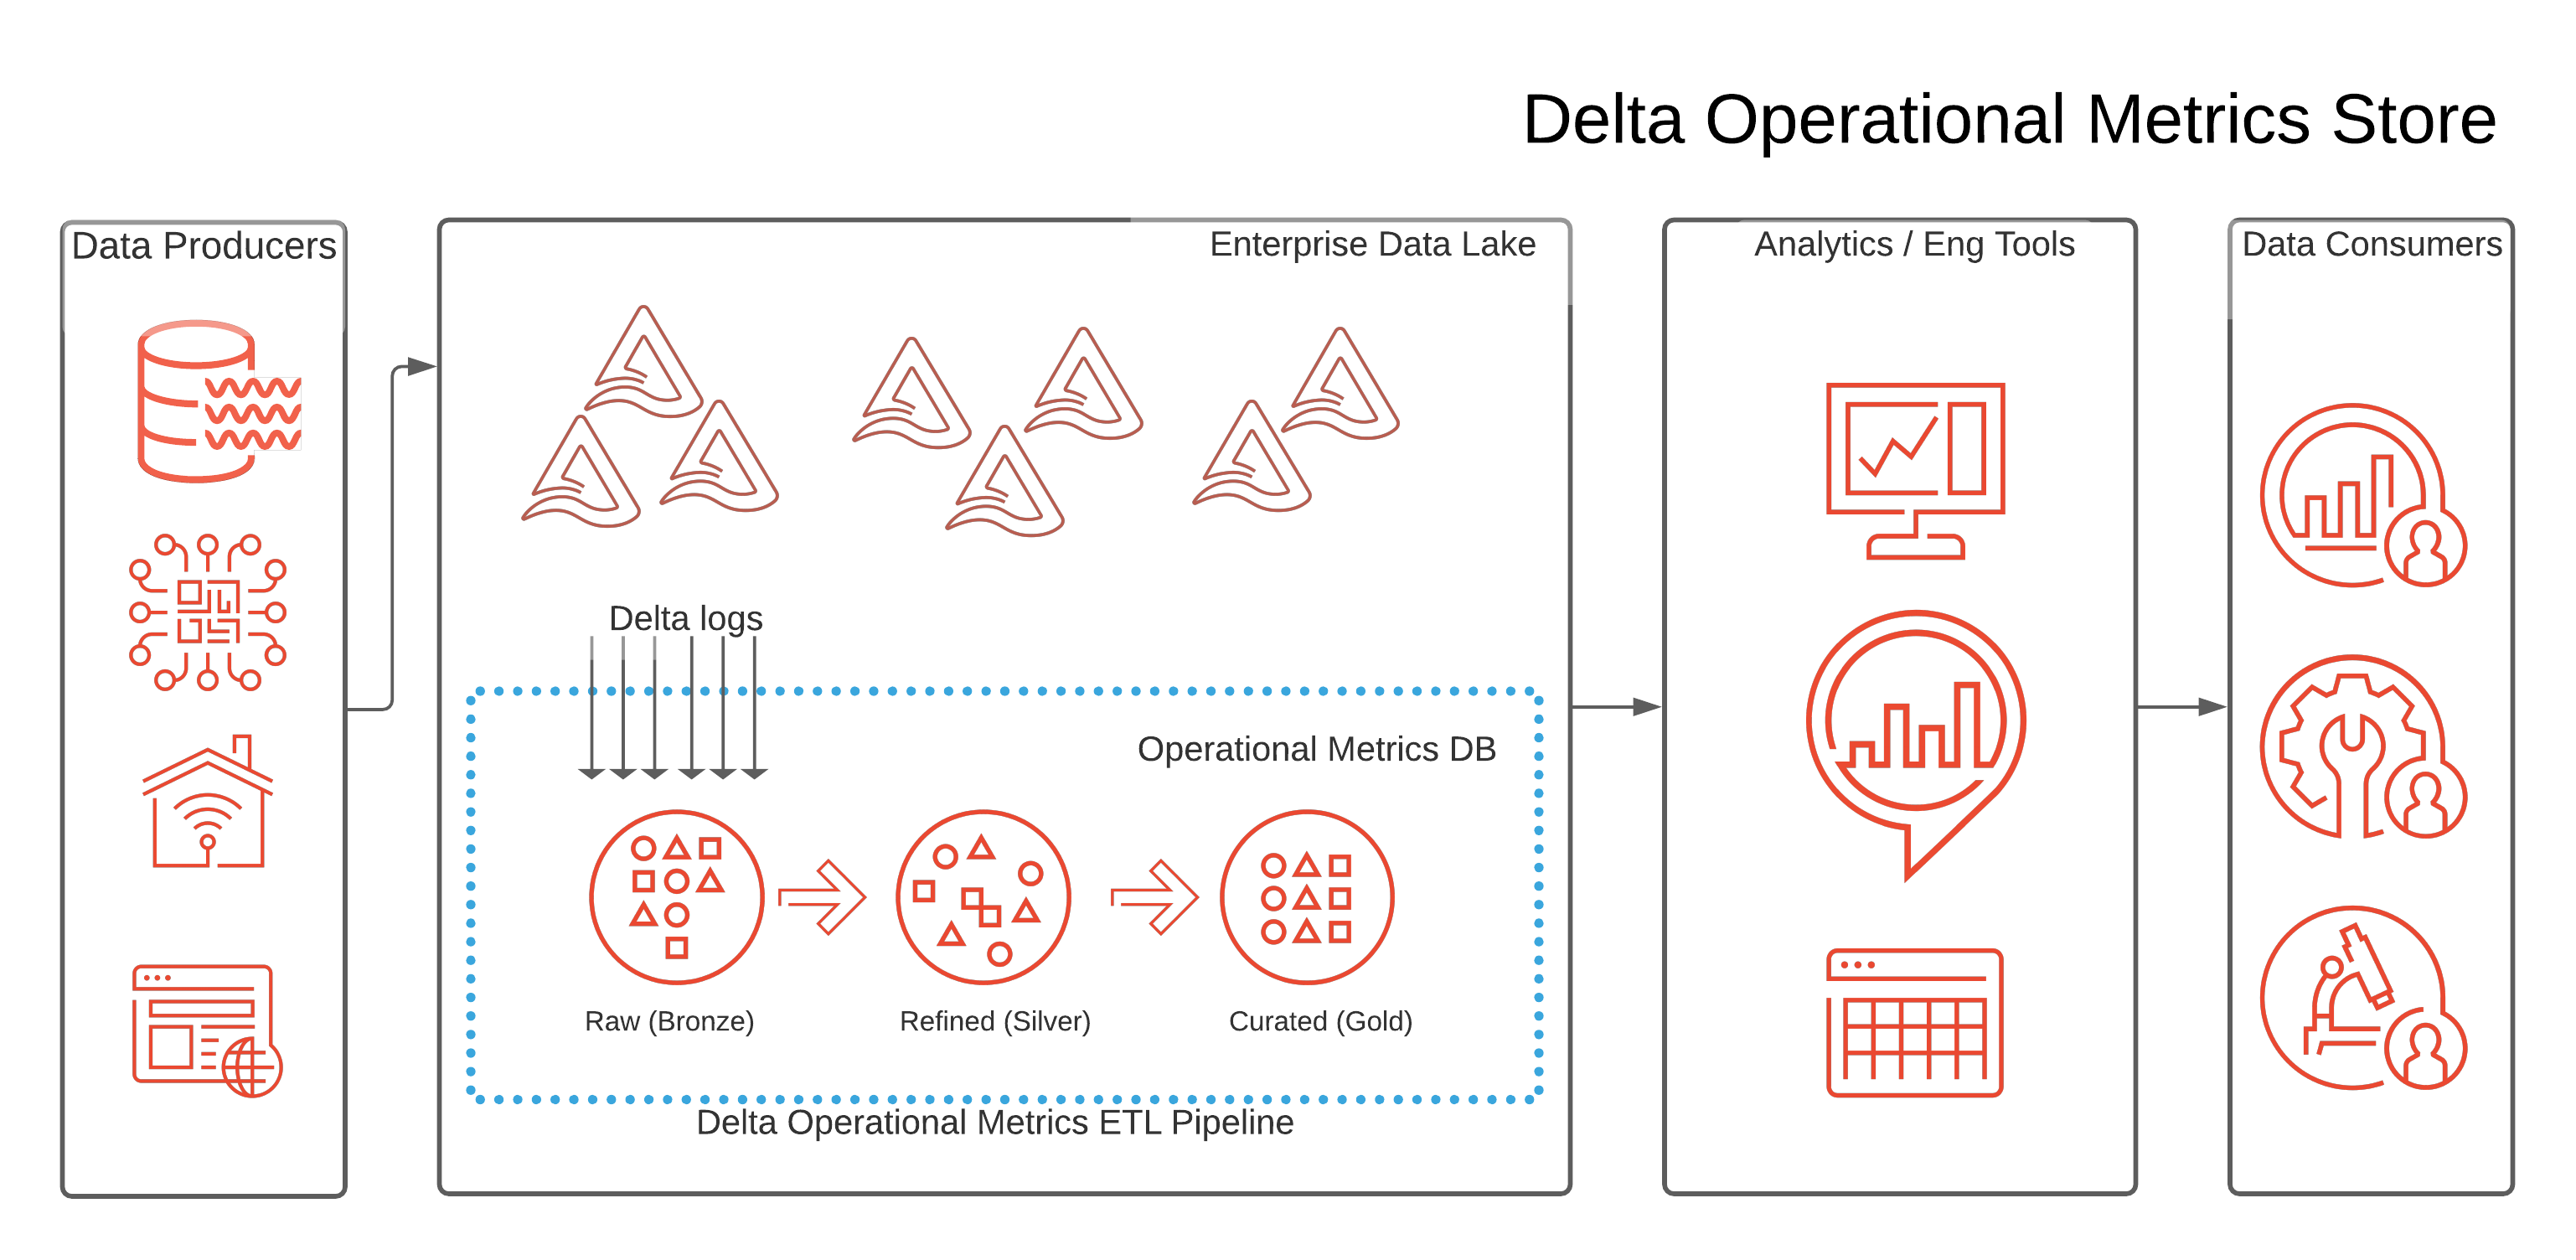 Delta Operational Metrics Store
Data Producers
Enterprise Data Lake
Analytics / Eng Tools
Data Consumers
Delta logs
Operational Metrics DB
Raw (Bronze)
Refined (Silver)
Curated (Gold)
Delta Operational Metrics ETL Pipeline